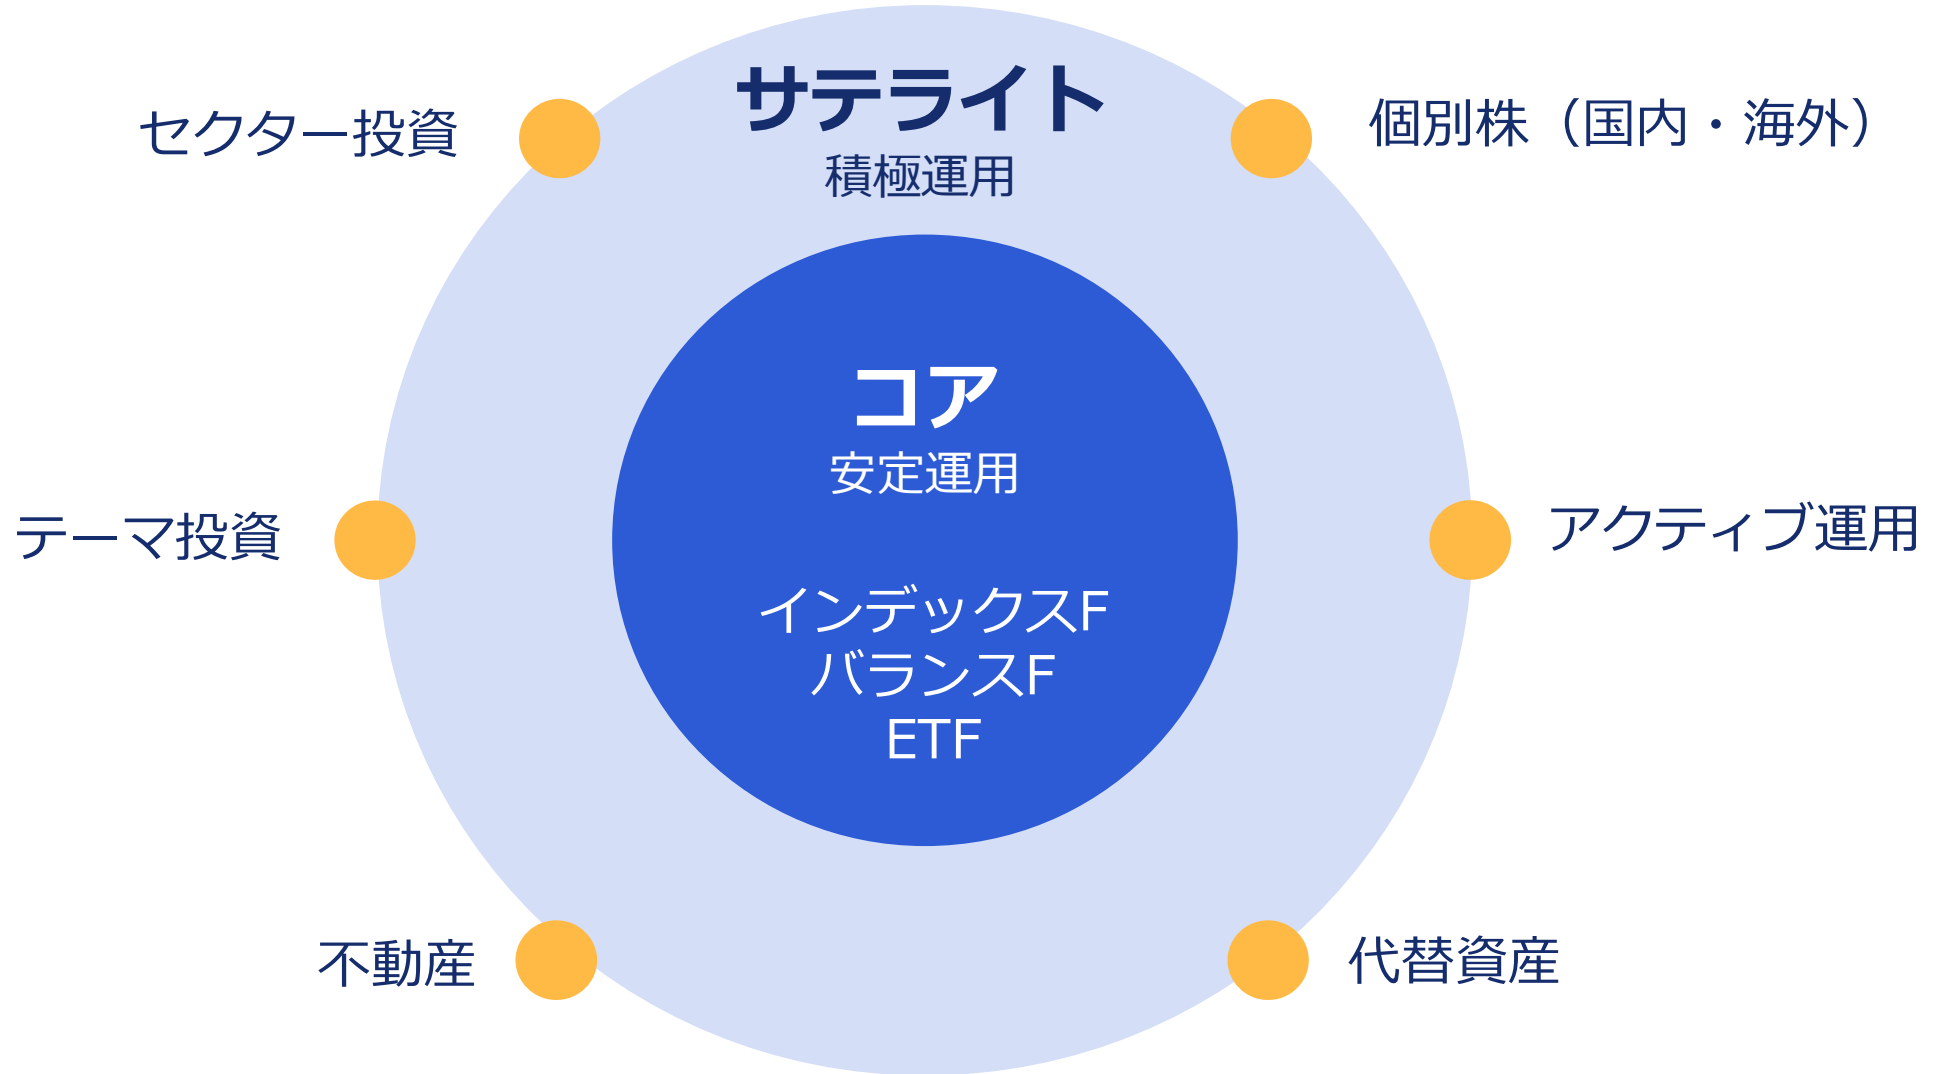 サテライト
積極運用
セクター投資
個別株（国内・海外）
テーマ投資
アクティブ運用
不動産
代替資産
コア
安定運用
インデックスF
バランスF
ETF